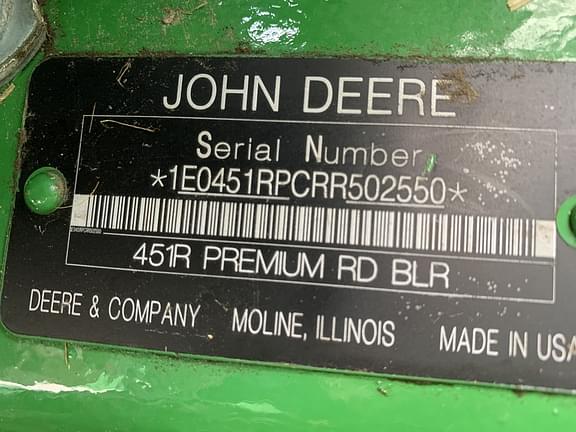 JOHN DEERE
Serial Number
*1E0451RPCRR502550*
451R PREMIUM RD BLR
DEERE & COMPANY MOLINE, ILLINOIS MADE IN USA